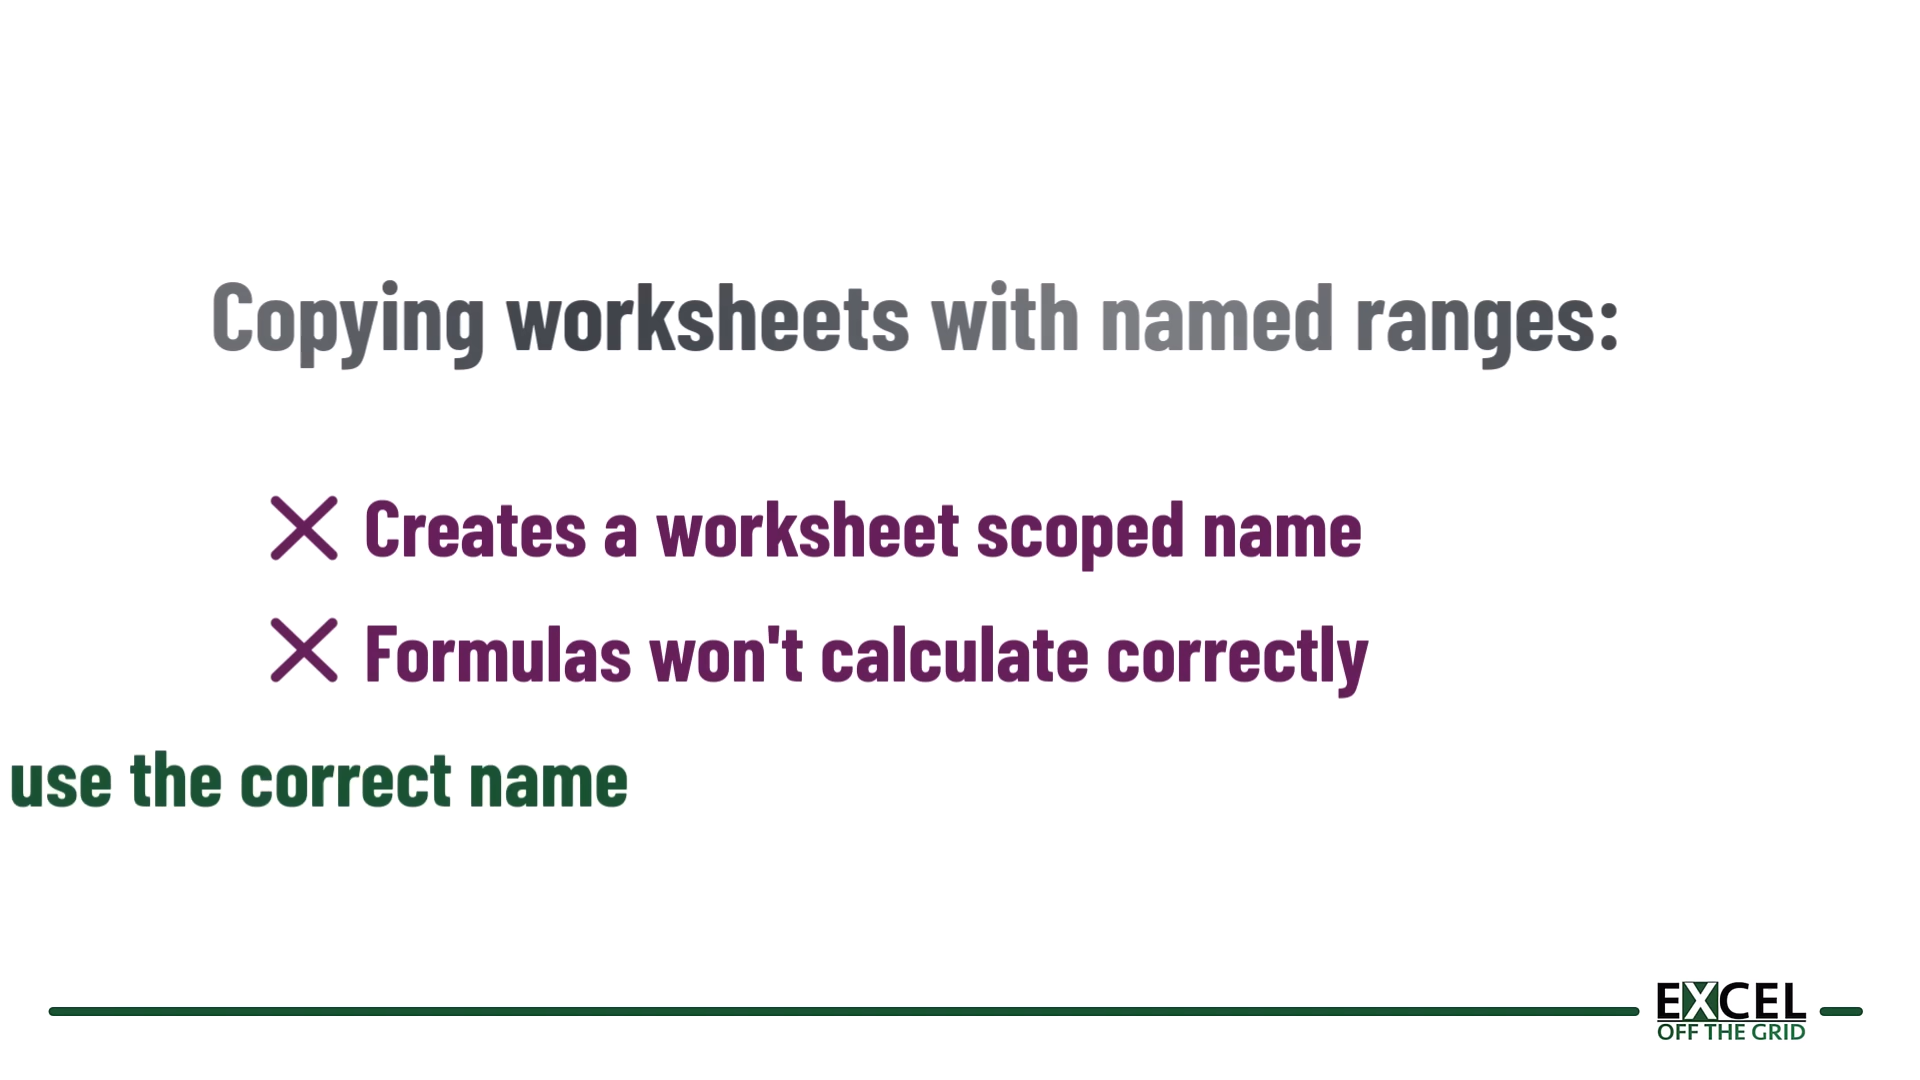 Copying worksheets with named ranges:
Creates a worksheet scoped name
Formulas won't calculate correctly
use the correct name
EXCEL
OFF THE GRID